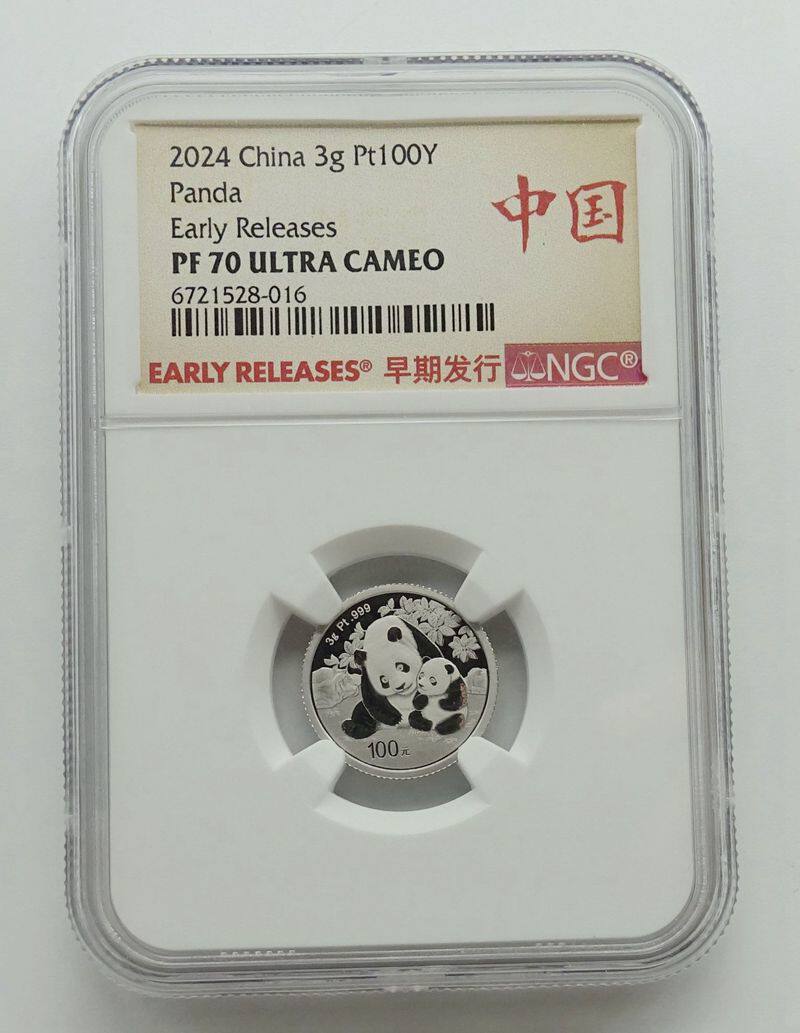 2024 China 3g Pt100Y
Panda
Early Releases
PF 70 ULTRA CAMEO
6721528-016
中国
EARLY RELEASES® 早期发行 NGC®
3g Pt .999
100元